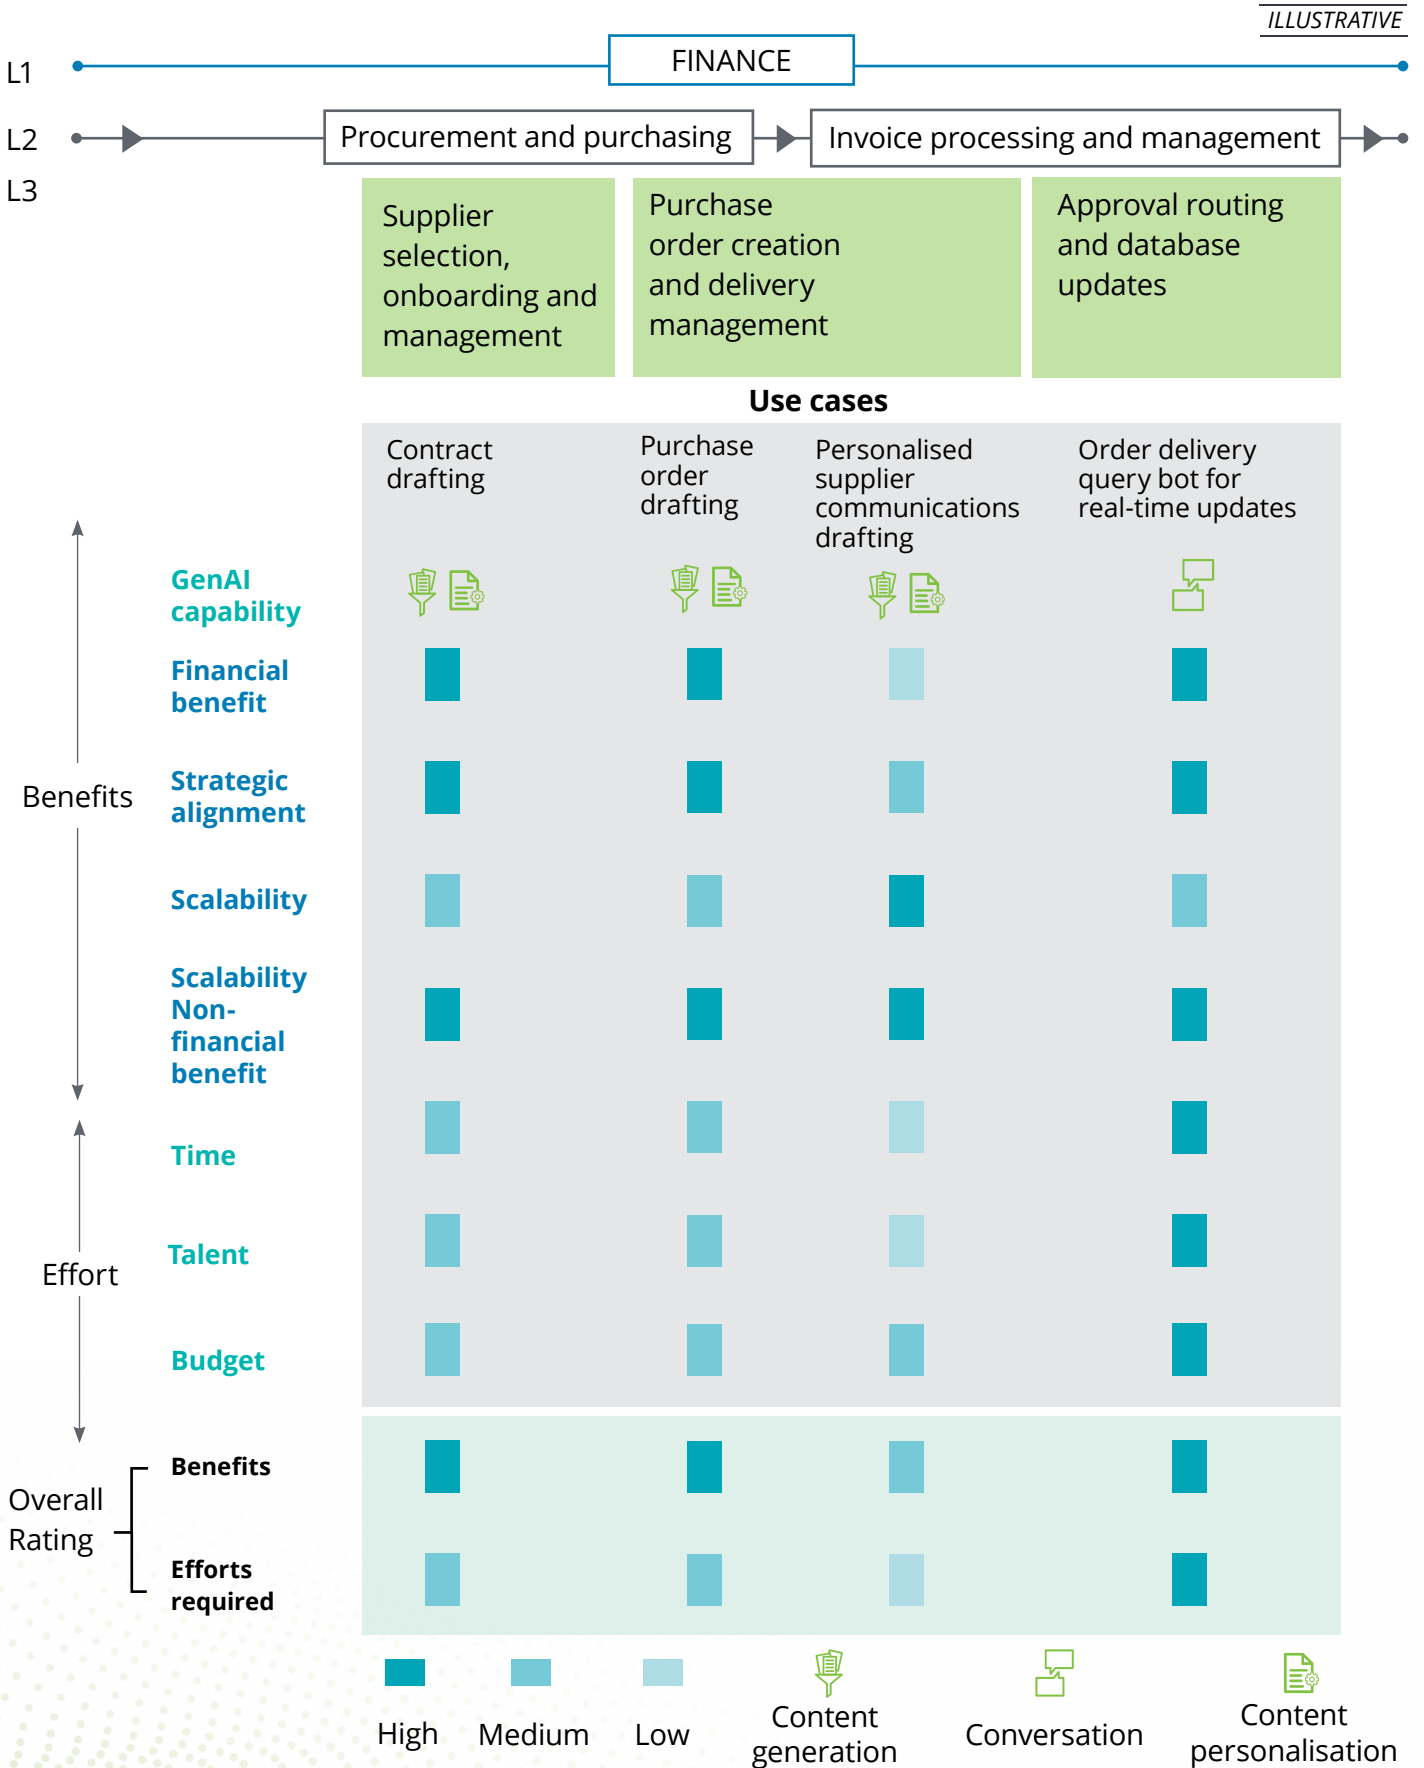 ILLUSTRATIVE
L1
FINANCE
L2
Procurement and purchasing
Invoice processing and management
L3
Supplier
selection,
onboarding and
management
Purchase
order creation
and delivery
management
Approval routing
and database
updates
Use cases
Contract
drafting
Purchase
order
drafting
Personalised
supplier
communications
drafting
Order delivery
query bot for
real-time updates
Benefits
GenAI
capability
Financial
benefit
Strategic
alignment
Scalability
Scalability
Non-
financial
benefit
Effort
Time
Talent
Budget
Overall
Rating
Benefits
Efforts
required
High
Medium
Low
Content
generation
Conversation
Content
personalisation